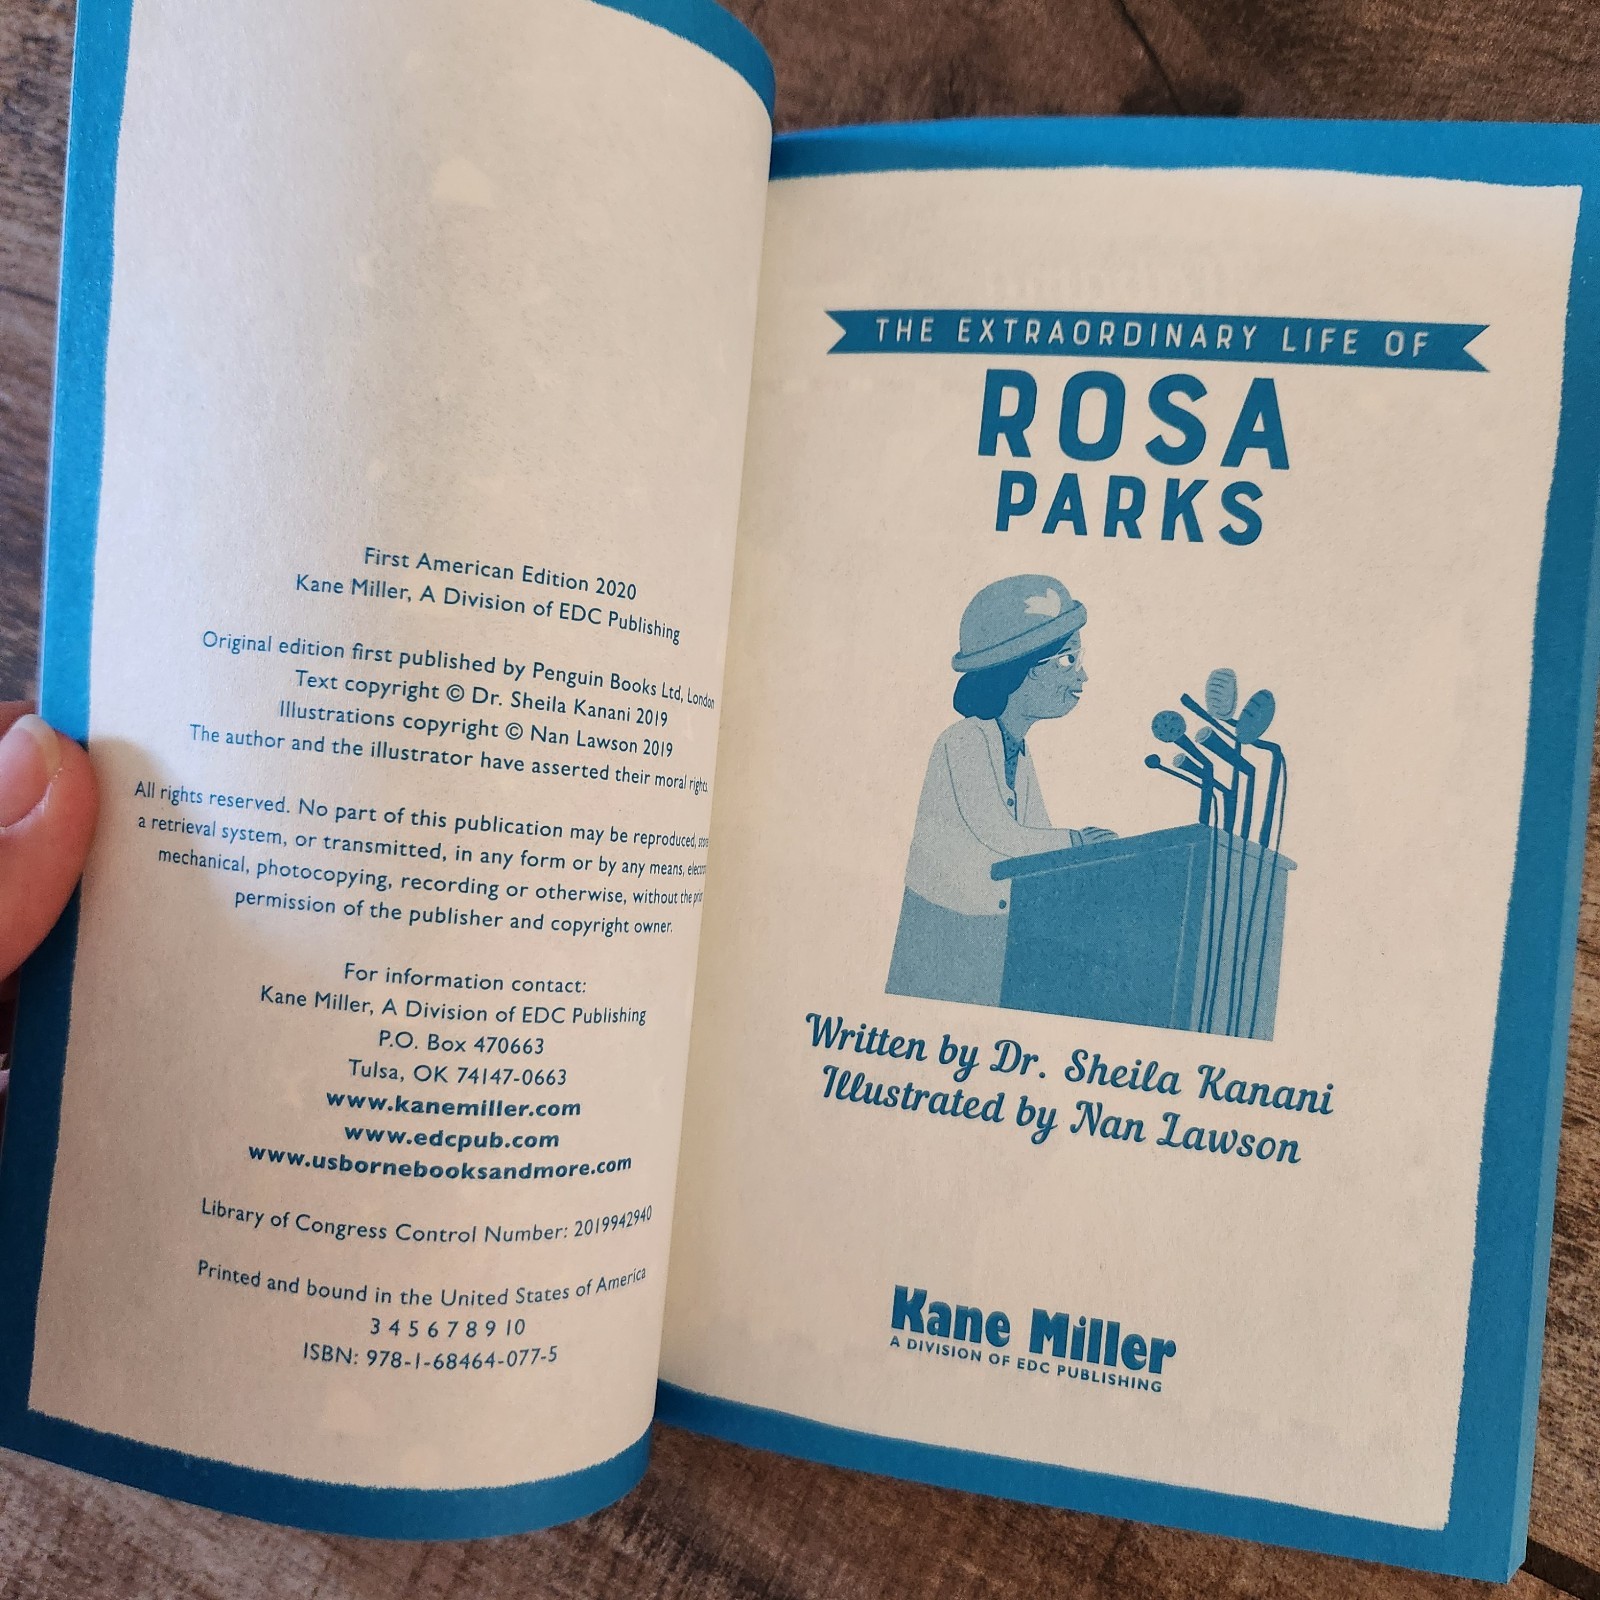 First American Edition 2020
Kane Miller, A Division of EDC Publishing
Original edition first published by Penguin Books Ltd, London
Text copyright © Dr. Sheila Kanani 2019
Illustrations copyright © Nan Lawson 2019
The author and the illustrator have asserted their moral rights
All rights reserved. No part of this publication may be reproduced,
a retrieval system, or transmitted, in any form or by any means,
mechanical, photocopying, recording or otherwise, without the
permission of the publisher and copyright owner.
For information contact:
Kane Miller, A Division of EDC Publishing
P.O. Box 470663
Tulsa, OK 74147-0663
www.kanemiller.com
www.edcpub.com
www.usbornebooksandmore.com
Library of Congress Control Number: 2019942940
Printed and bound in the United States of America
3 4 5 6 7 8 9 10
ISBN: 978-1-68464-077-5
THE EXTRAORDINARY LIFE OF
ROSA
PARKS
Written by Dr. Sheila Kanani
Illustrated by Nan Lawson
Kane Miller
A DIVISION OF EDC PUBLISHING